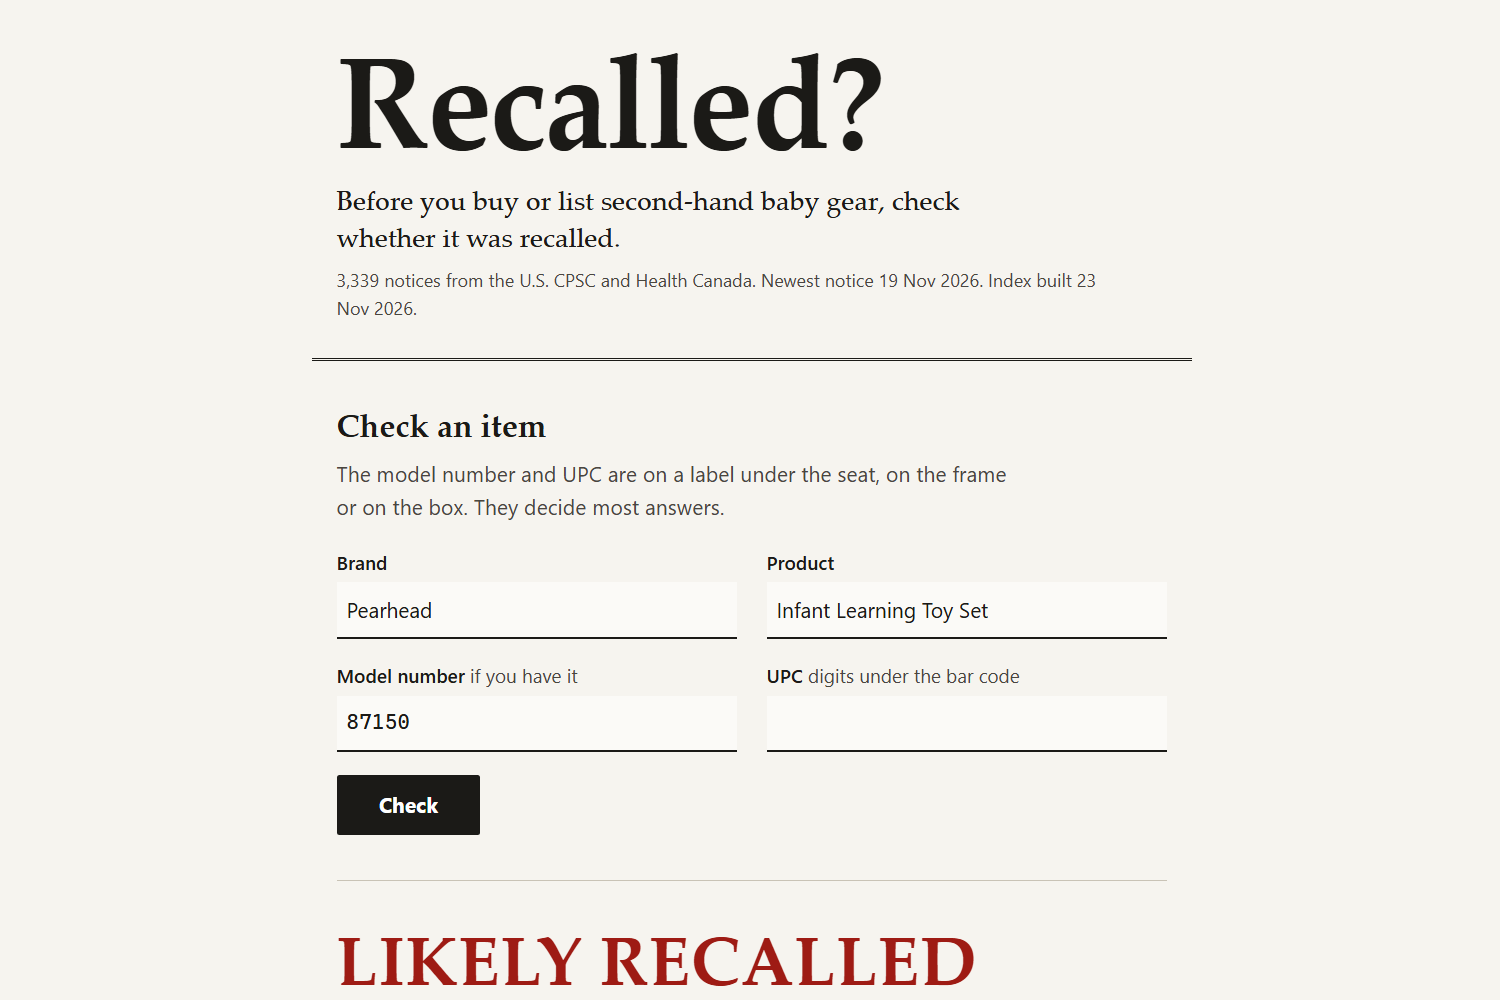 Recalled?
Before you buy or list second-hand baby gear, check
whether it was recalled.
3,339 notices from the U.S. CPSC and Health Canada. Newest notice 19 Nov 2026. Index built 23
Nov 2026.
Check an item
The model number and UPC are on a label under the seat, on the frame
or on the box. They decide most answers.
Brand
Product
Pearhead
Infant Learning Toy Set
Model number if you have it
UPC digits under the bar code
87150
Check
LIKELY RECALLED